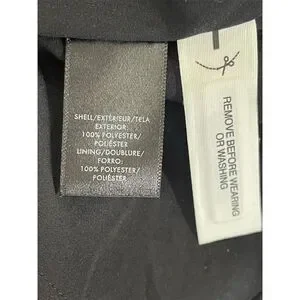 SHELL/EXTÉRIEUR/TELA
EXTERIOR:
100% POLYESTER/
POLIÉSTER
LINING/DOUBLURE/
FORRO:
100% POLYESTER/
POLIÉSTER
REMOVE BEFORE WEARING
OR WASHING